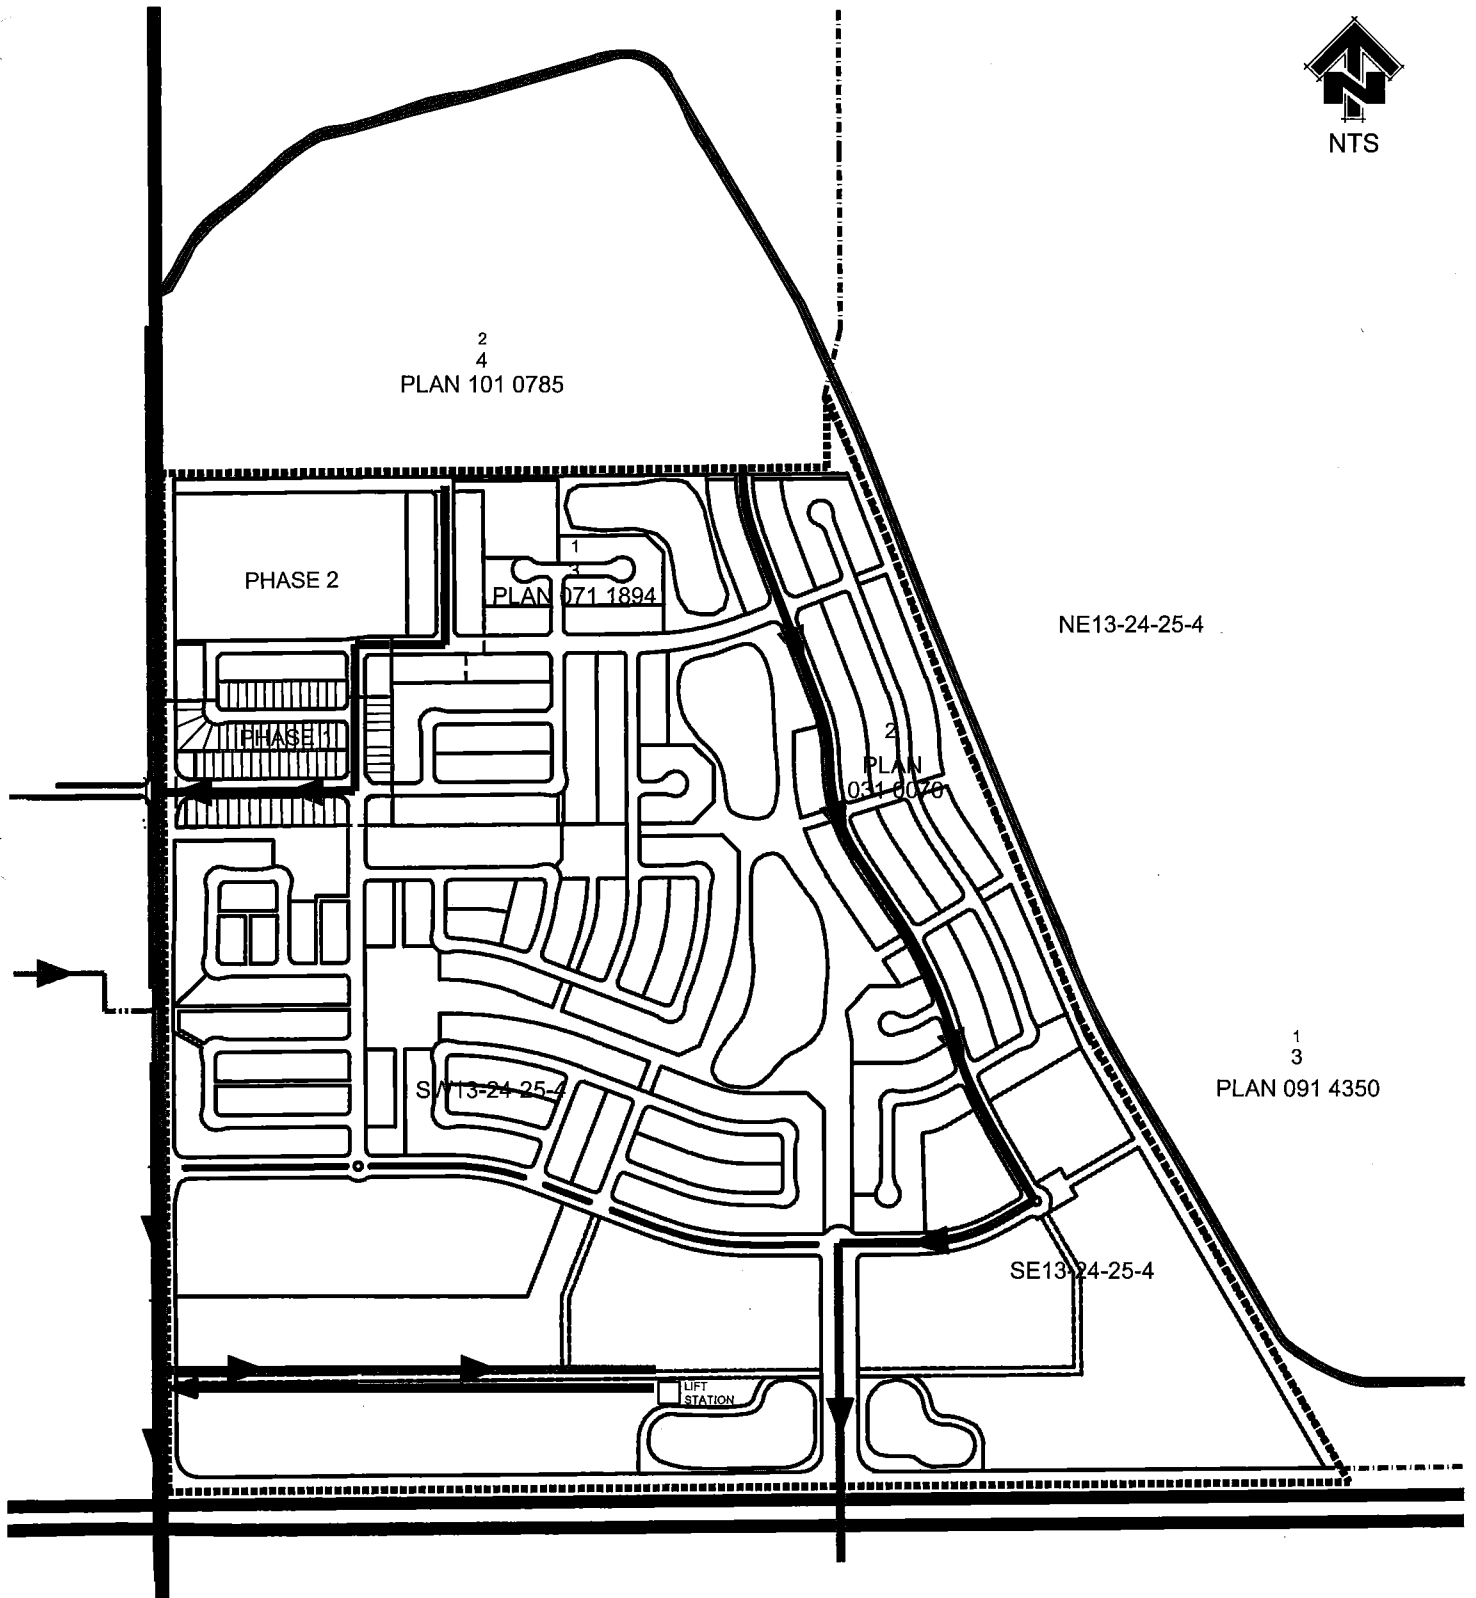 N
NTS
2
4
PLAN 101 0785
PHASE 2
1
3
PLAN 071 1894
NE13-24-25-4
PHASE 1
2
PLAN
031 0070
1
3
PLAN 091 4350
SW13-24-25-4
SE13-24-25-4
LIFT
STATION